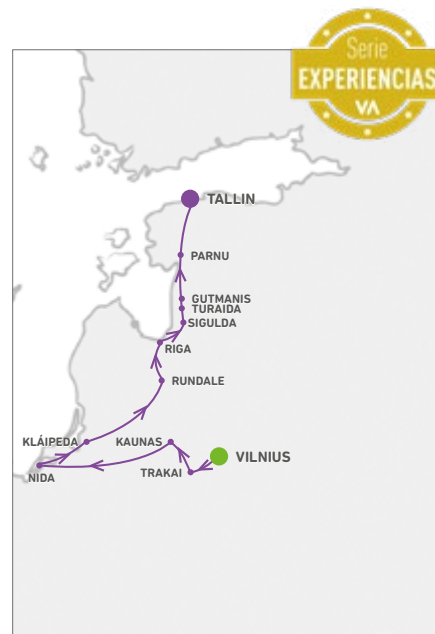 Serie
EXPERIENCIAS
VA
TALLIN
PARNU
GUTMANIS
TURAIDA
SIGULDA
RIGA
RUNDALE
KLÁIPEDA
KAUNAS
VILNIUS
TRAKAI
NIDA